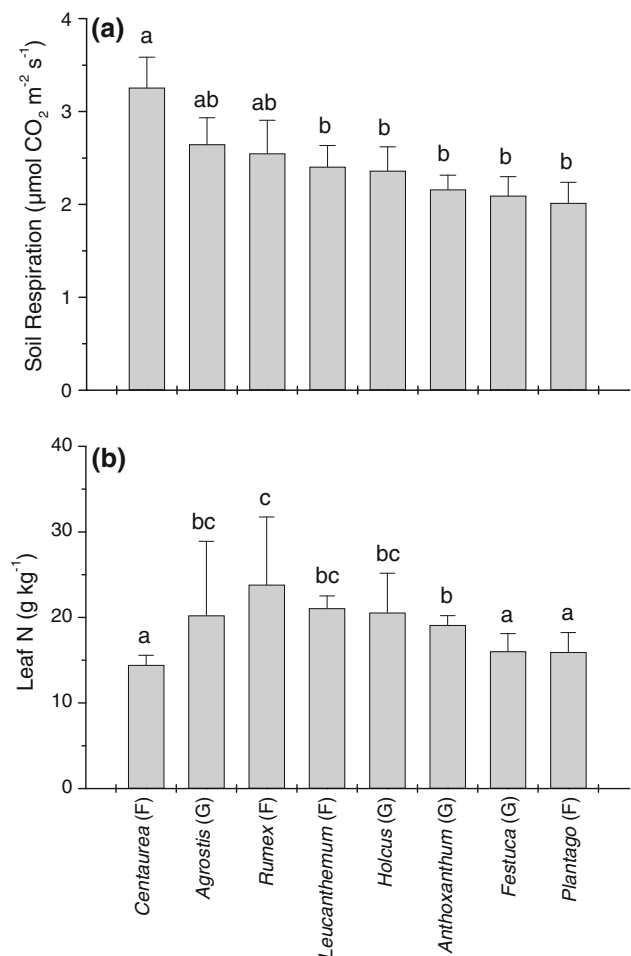 (a)
Soil Respiration (μmol CO₂ m⁻² s⁻¹)
4
3
2
1
0
a
ab
ab
b
b
b
b
b
(b)
Leaf N (g kg⁻¹)
40
30
20
10
0
a
bc
c
bc
bc
b
a
a
Centaurea (F)
Agrostis (G)
Rumex (F)
Leucanthemum (F)
Holcus (G)
Anthoxanthum (G)
Festuca (G)
Plantago (F)